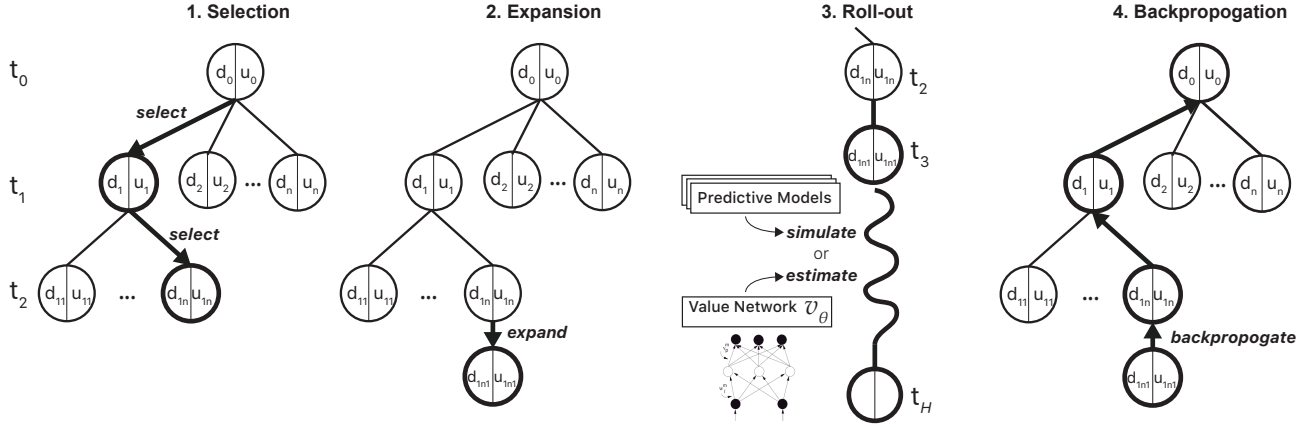 1. Selection
2. Expansion
3. Roll-out
4. Backpropogation
t0
d0 u0
select
t1
d1 u1
d2 u2
...
dn un
select
t2
d11 u11
...
d1n u1n
d0 u0
d1 u1
d2 u2
...
dn un
d11 u11
...
d1n u1n
expand
d1n1 u1n1
d1n u1n
t2
d1n1 u1n1
t3
Predictive Models
simulate
or
estimate
Value Network vθ
tH
d0 u0
d1 u1
d2 u2
...
dn un
d11 u11
...
d1n u1n
backpropogate
d1n1 u1n1